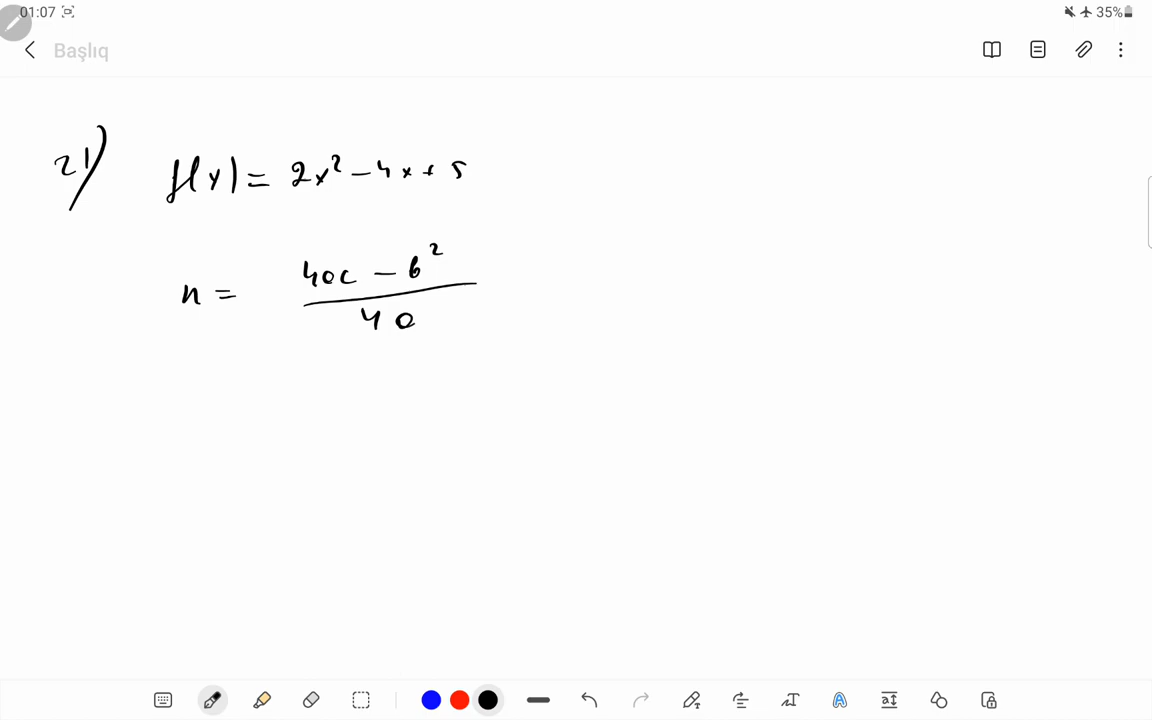 01:07
35%
Başlıq
21) f(x) = 2x² - 4x + 5
n = (4ac - b²) / 4a